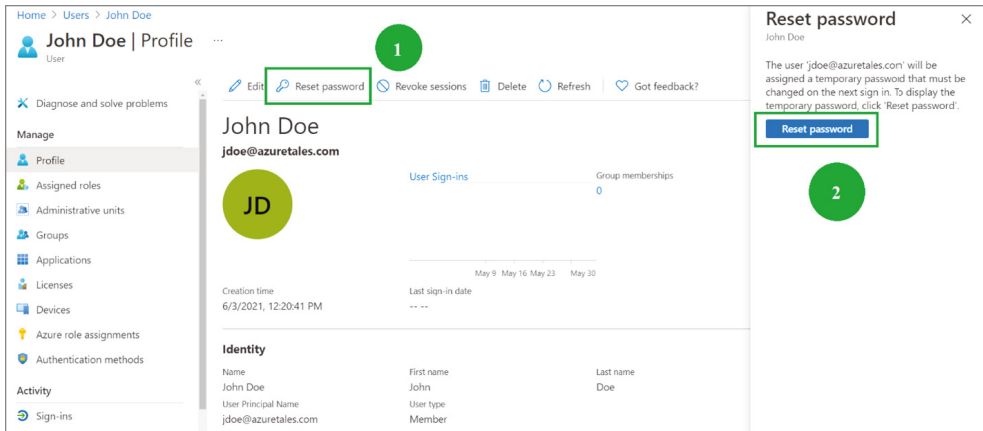 Home > Users > John Doe
John Doe | Profile ...
User
«
Diagnose and solve problems
Manage
Profile
Assigned roles
Administrative units
Groups
Applications
Licenses
Devices
Azure role assignments
Authentication methods
Activity
Sign-ins
1
Edit Reset password Revoke sessions Delete Refresh Got feedback?
John Doe
jdoe@azuretales.com
JD
User Sign-ins
Group memberships
0
May 9 May 16 May 23 May 30
Creation time
6/3/2021, 12:20:41 PM
Last sign-in date
-- --
Identity
Name First name Last name
John Doe John Doe
User Principal Name User type
jdoe@azuretales.com Member
Reset password
John Doe
The user 'jdoe@azuretales.com' will be
assigned a temporary password that must be
changed on the next sign in. To display the
temporary password, click 'Reset password'.
Reset password
2